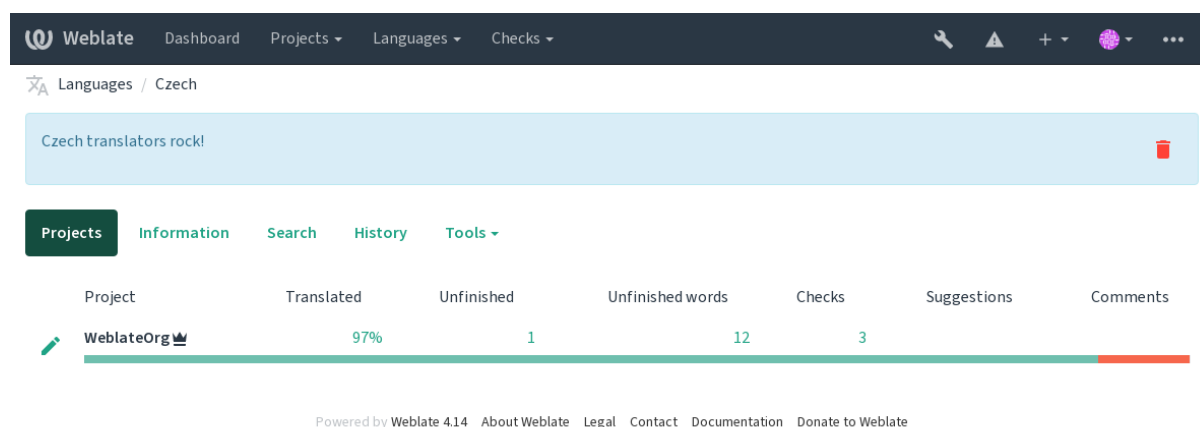 Weblate Dashboard Projects Languages Checks
Languages / Czech
Czech translators rock!
Projects Information Search History Tools
Project Translated Unfinished Unfinished words Checks Suggestions Comments
WeblateOrg 97% 1 12 3
Powered by Weblate 4.14 About Weblate Legal Contact Documentation Donate to Weblate